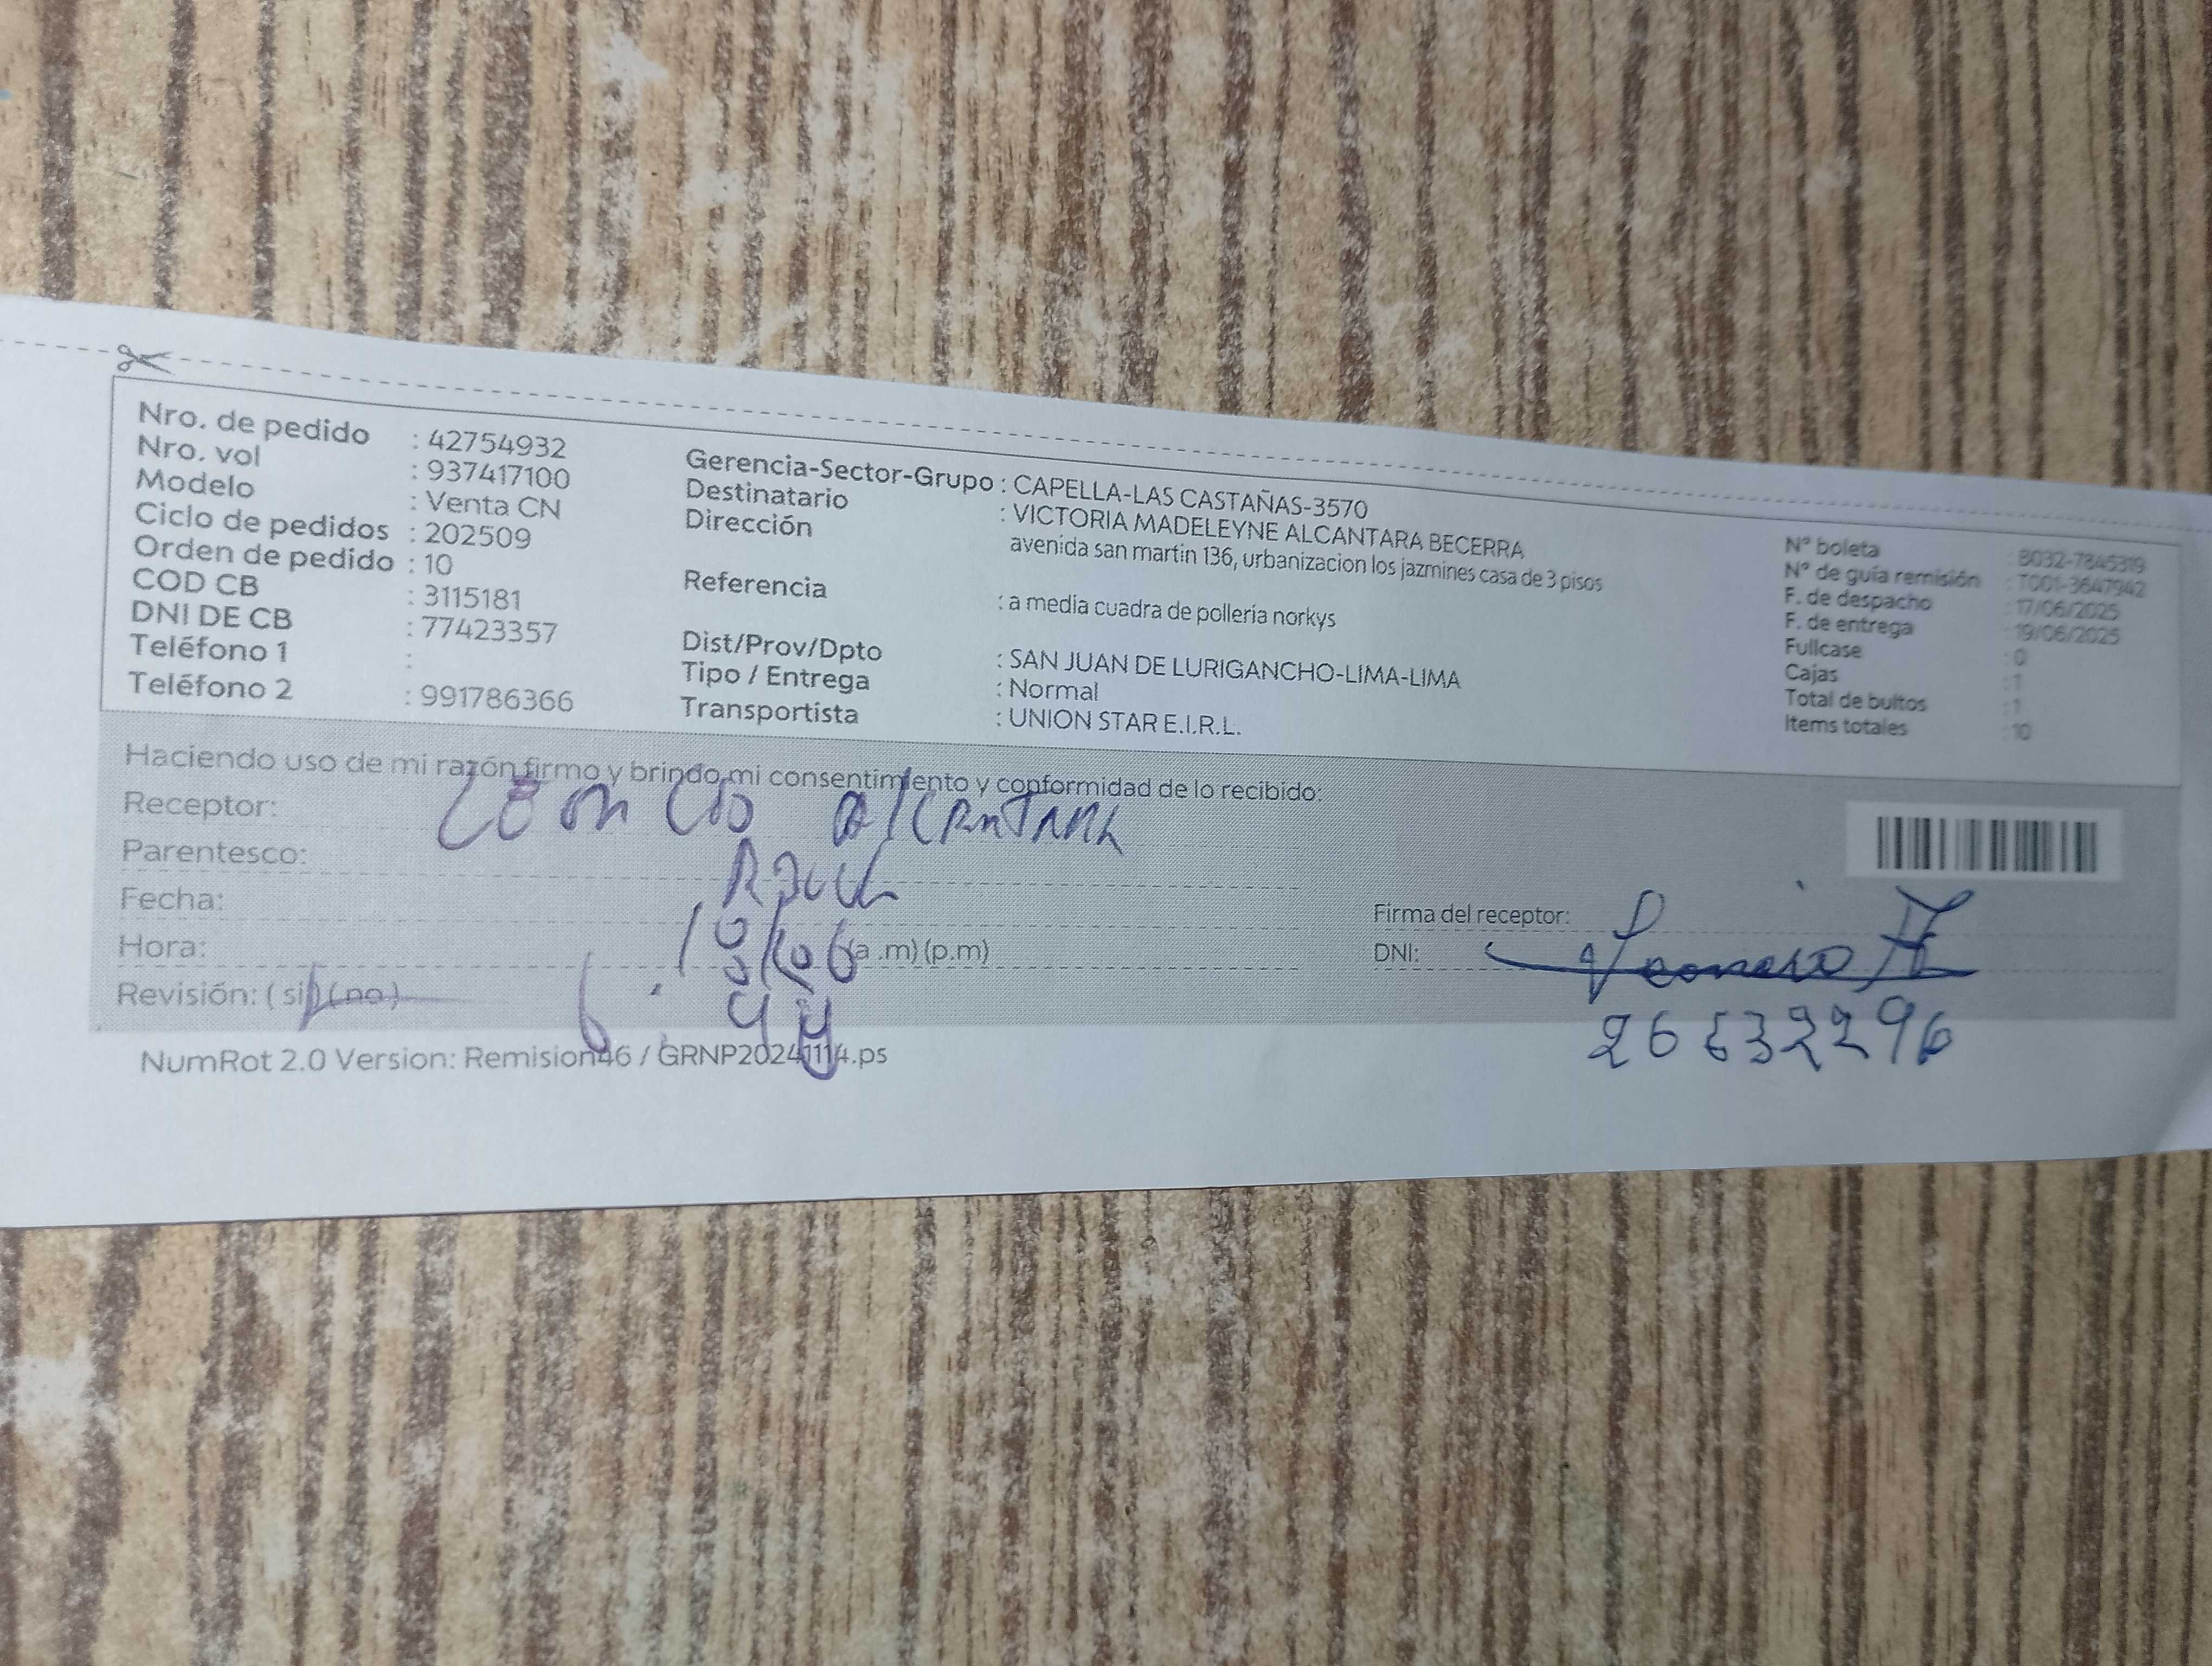 Nro. de pedido : 42754932
Nro. vol : 937417100
Modelo : Venta CN
Ciclo de pedidos : 202509
Orden de pedido : 10
COD CB : 3115181
DNI DE CB : 77423357
Teléfono 1 :
Teléfono 2 : 991786366
Gerencia-Sector-Grupo : CAPELLA-LAS CASTAÑAS-3570
Destinatario : VICTORIA MADELEYNE ALCANTARA BECERRA
Dirección avenida san martin 136, urbanizacion los jazmines casa de 3 pisos
Referencia : a media cuadra de pollería norkys
Dist/Prov/Dpto : SAN JUAN DE LURIGANCHO-LIMA-LIMA
Tipo / Entrega : Normal
Transportista : UNION STAR E.I.R.L.
N° boleta : B032-7845319
N° de guía remisión : T001-3647942
F. de despacho : 17/06/2025
F. de entrega : 19/06/2025
Fullcase : 0
Cajas : 1
Total de bultos : 1
Items totales : 10
Haciendo uso de mi razón firmo y brindo mi consentimiento y conformidad de lo recibido:
Receptor: LEONCIO ALCANTARA
Parentesco:
Fecha:
Hora: (a.m)(p.m)
Revisión: (si) (no)
Firma del receptor:
DNI: 26632296
NumRot 2.0 Version: Remision46 / GRNP20241114.ps